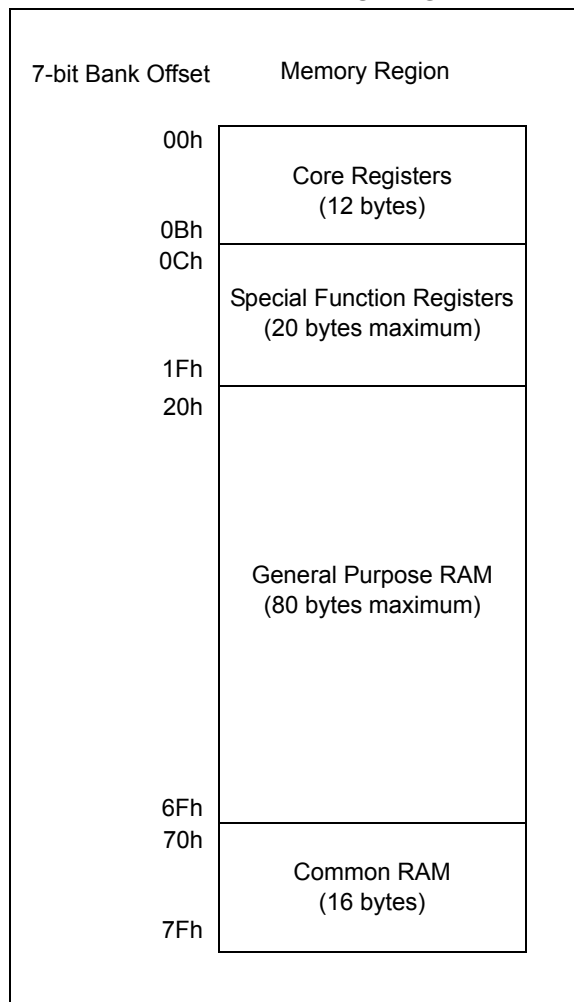 7-bit Bank Offset Memory Region
00h
Core Registers
(12 bytes)
0Bh
0Ch
Special Function Registers
(20 bytes maximum)
1Fh
20h
General Purpose RAM
(80 bytes maximum)
6Fh
70h
Common RAM
(16 bytes)
7Fh